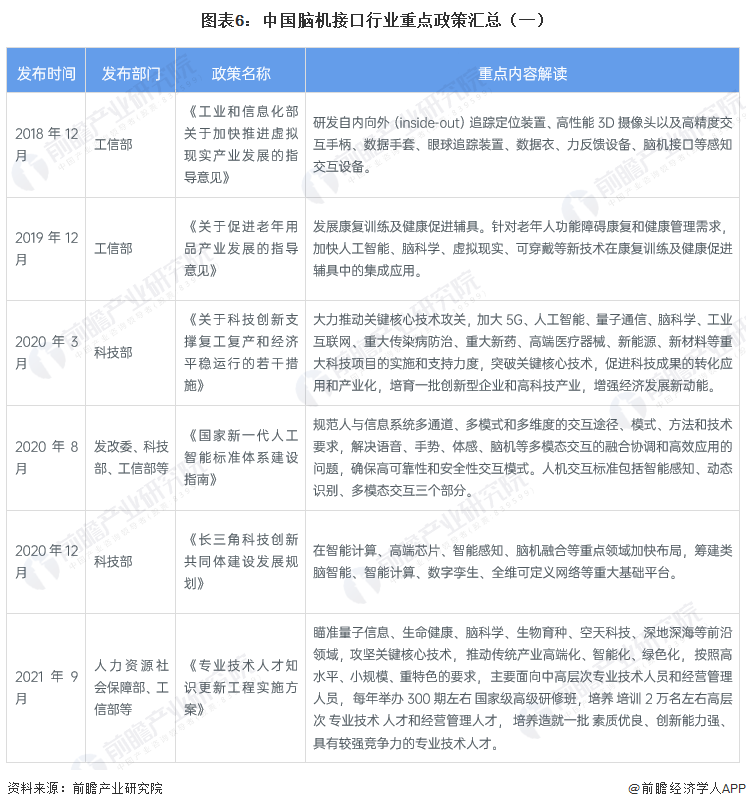 图表6：中国脑机接口行业重点政策汇总（一）
发布时间 发布部门 政策名称 重点内容解读
2018 年 12
月
工信部
《工业和信息化部
关于加快推进虚拟
现实产业发展的指
导意见》
研发自内向外（inside-out）追踪定位装置、高性能 3D 摄像头以及高精度交
互手柄、数据手套、眼球追踪装置、数据衣、力反馈设备、脑机接口等感知
交互设备。
2019 年 12
月
工信部
《关于促进老年用
品产业发展的指导
意见》
发展康复训练及健康促进辅具。针对老年人功能障碍康复和健康管理需求，
加快人工智能、脑科学、虚拟现实、可穿戴等新技术在康复训练及健康促进
辅具中的集成应用。
2020 年 3
月
科技部
《关于科技创新支
撑复工复产和经济
平稳运行的若干措
施》
大力推动关键核心技术攻关，加大 5G、人工智能、量子通信、脑科学、工业
互联网、重大传染病防治、重大新药、高端医疗器械、新能源、新材料等重
大科技项目的实施和支持力度，突破关键核心技术，促进科技成果的转化
应用和产业化，培育一批创新型企业和高科技产业，增强经济发展新动能。
2020 年 8
月
发改委、科技
部、工信部等
《国家新一代人工
智能标准体系建设
指南》
规范人与信息系统多通道、多模式和多维度的交互途径、模式、方法和技术
要求，解决语音、手势、体感、脑机等多模态交互的融合协调和高效应用的
问题，确保高可靠性和安全性交互模式。人机交互标准包括智能感知、动态
识别、多模态交互三个部分。
2020 年 12
月
科技部
《长三角科技创新
共同体建设发展规
划》
在智能计算、高端芯片、智能感知、脑机融合等重点领域加快布局，筹建类
脑智能、智能计算、数字孪生、全维可定义网络等重大基础平台。
2021 年 9
月
人力资源社
会保障部、工
信部等
《专业技术人才知
识更新工程实施方
案》
瞄准量子信息、生命健康、脑科学、生物育种、空天科技、深地深海等前沿
领域，攻坚关键核心技术，推动传统产业高端化、智能化、绿色化，按照高
水平、小规模、重特色的要求，主要面向中高层次专业技术人员和经营管理
人员，每年举办 300 期左右 国家级高级研修班，培养 培训 2 万名左右高层
次 专业技术 人才和经营管理人才， 培养造就一批 素质优良、创新能力强、
具有较强竞争力的专业技术人才。
资料来源：前瞻产业研究院
@前瞻经济学人APP